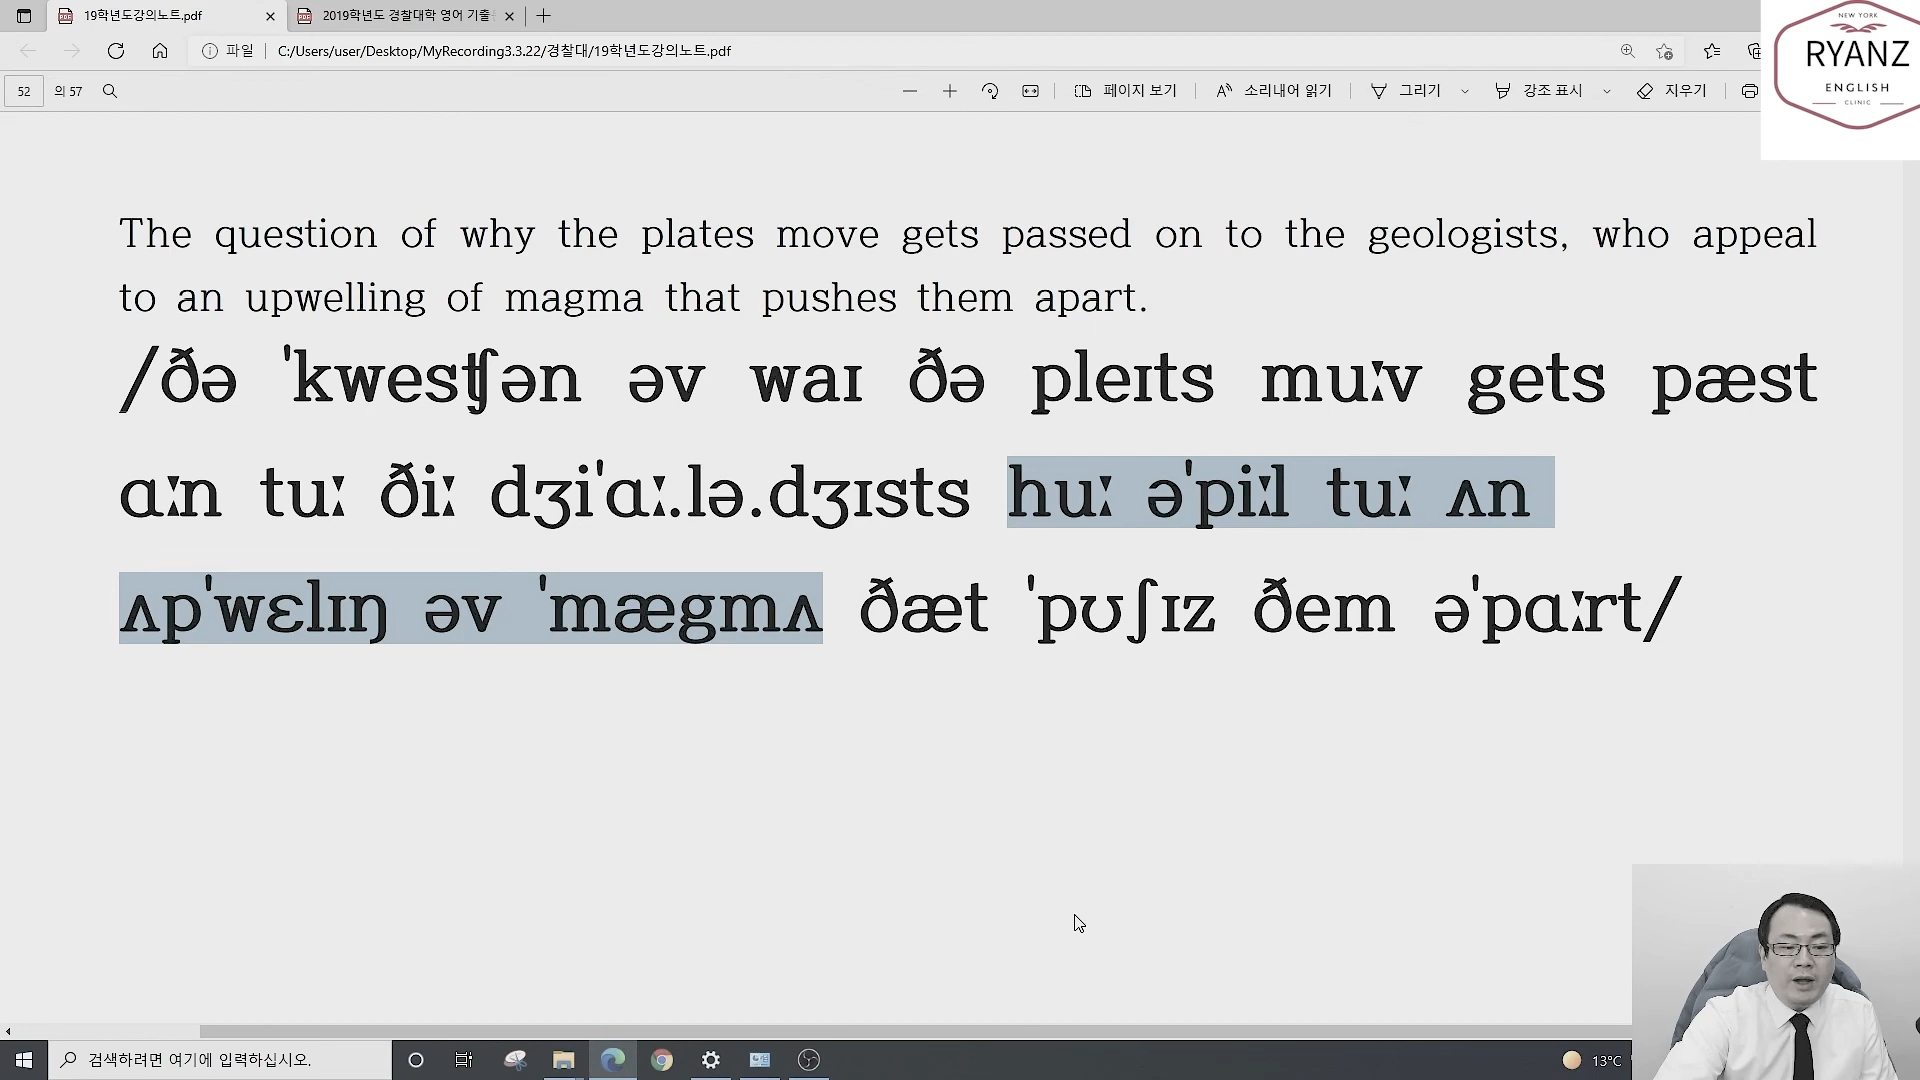 19학년도강의노트.pdf
2019학년도 경찰대학 영어 기출
파일
C:/Users/user/Desktop/MyRecording3.3.22/경찰대/19학년도강의노트.pdf
NEW YORK
RYANZ
ENGLISH
CLINIC
52 의 57
페이지 보기
소리내어 읽기
그리기
강조 표시
지우기
The question of why the plates move gets passed on to the geologists, who appeal
to an upwelling of magma that pushes them apart.
/ðə ˈkwesʧən əv waɪ ðə pleɪts muːv gets pæst
ɑːn tuː ðiː dʒiˈɑː.lə.dʒɪsts huː əˈpiːl tuː ʌn
ʌpˈwɛlɪŋ əv ˈmægmʌ ðæt ˈpʊʃɪz ðem əˈpɑːrt/
검색하려면 여기에 입력하십시오.
13°C